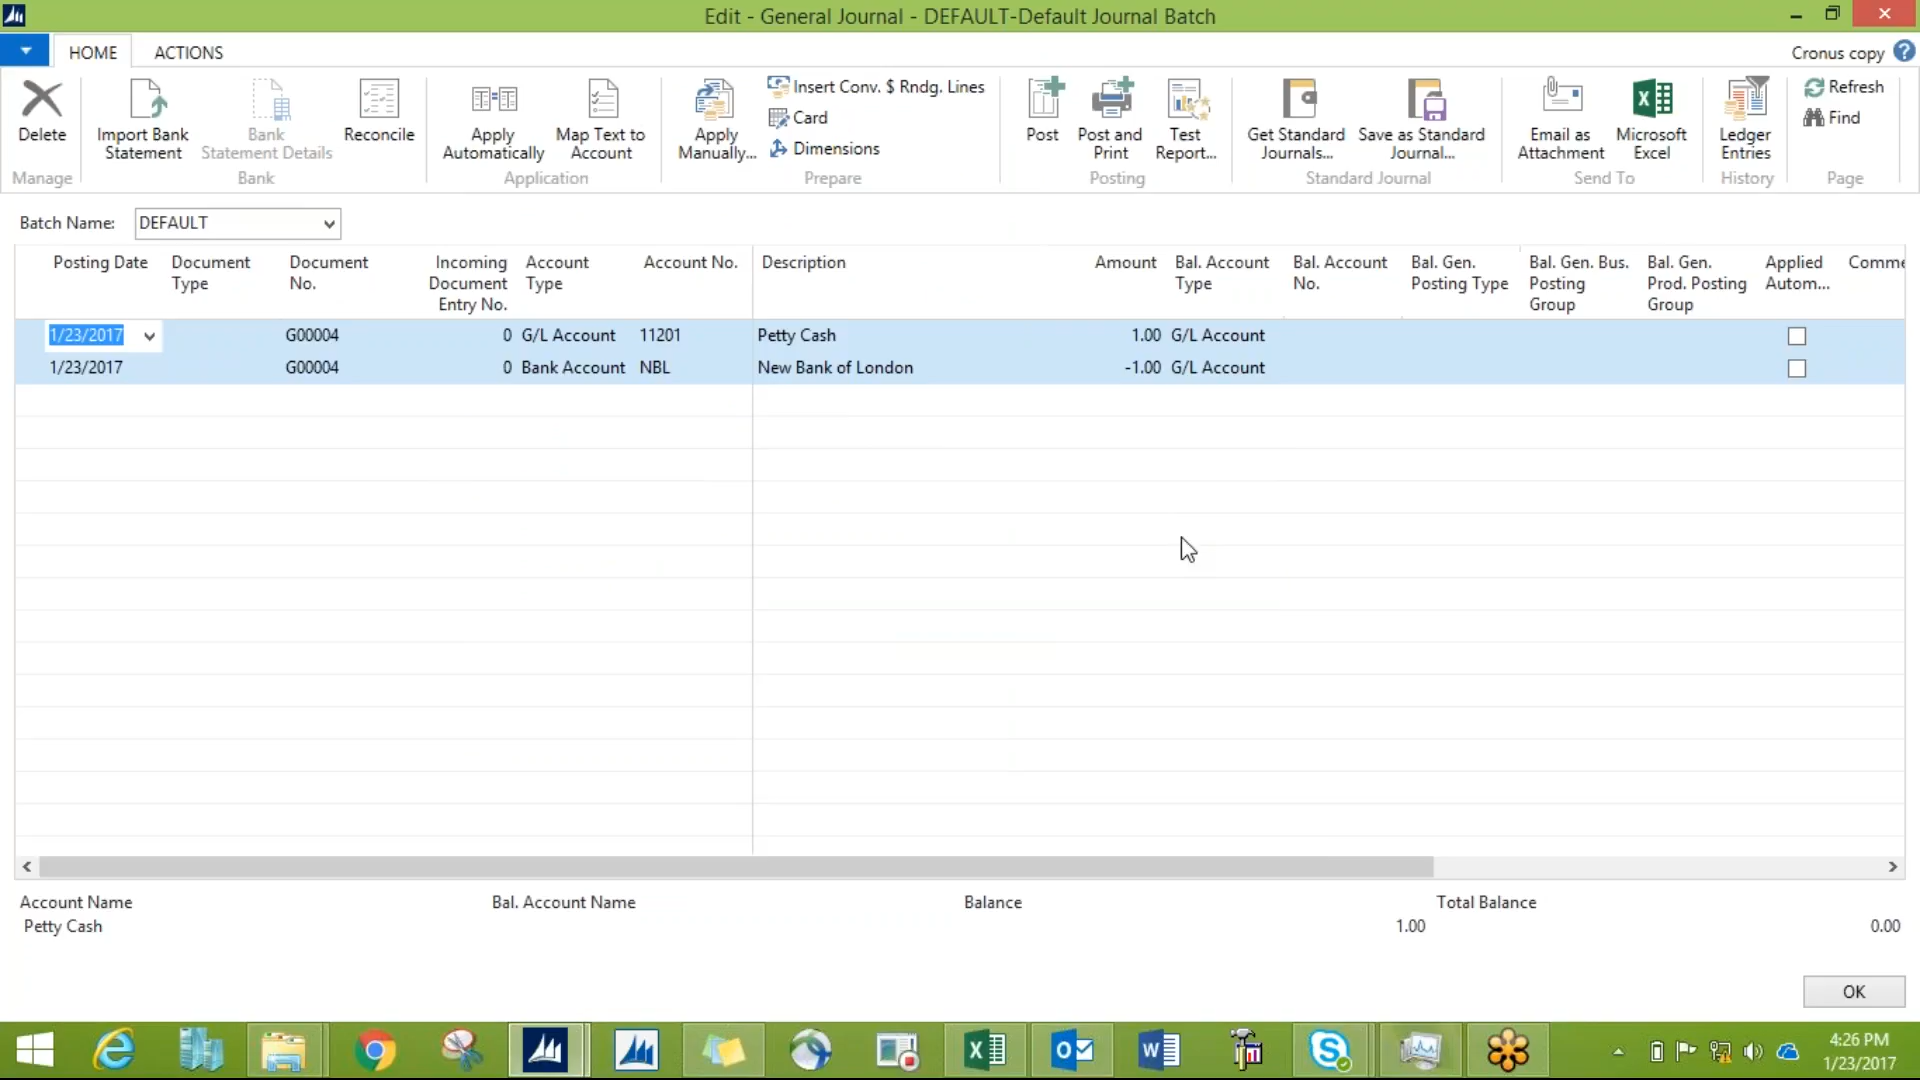 Edit - General Journal - DEFAULT-Default Journal Batch
HOME ACTIONS Cronus copy ?
Delete
Import Bank Statement
Bank Statement Details
Reconcile
Apply Automatically
Map Text to Account
Apply Manually...
Insert Conv. $ Rndg. Lines
Card
Dimensions
Post
Post and Print
Test Report...
Get Standard Journals...
Save as Standard Journal...
Email as Attachment
Microsoft Excel
Ledger Entries
Refresh
Find
Manage Bank Application Prepare Posting Standard Journal Send To History Page
Batch Name: DEFAULT
Posting Date
Document Type
Document No.
Incoming Document Entry No.
Account Type
Account No.
Description
Amount
Bal. Account Type
Bal. Account No.
Bal. Gen. Posting Type
Bal. Gen. Bus. Posting Group
Bal. Gen. Prod. Posting Group
Applied Autom...
Comme
1/23/2017 G00004 0 G/L Account 11201 Petty Cash 1.00 G/L Account
1/23/2017 G00004 0 Bank Account NBL New Bank of London -1.00 G/L Account
Account Name Bal. Account Name Balance Total Balance
Petty Cash 1.00 0.00
OK
4:26 PM
1/23/2017